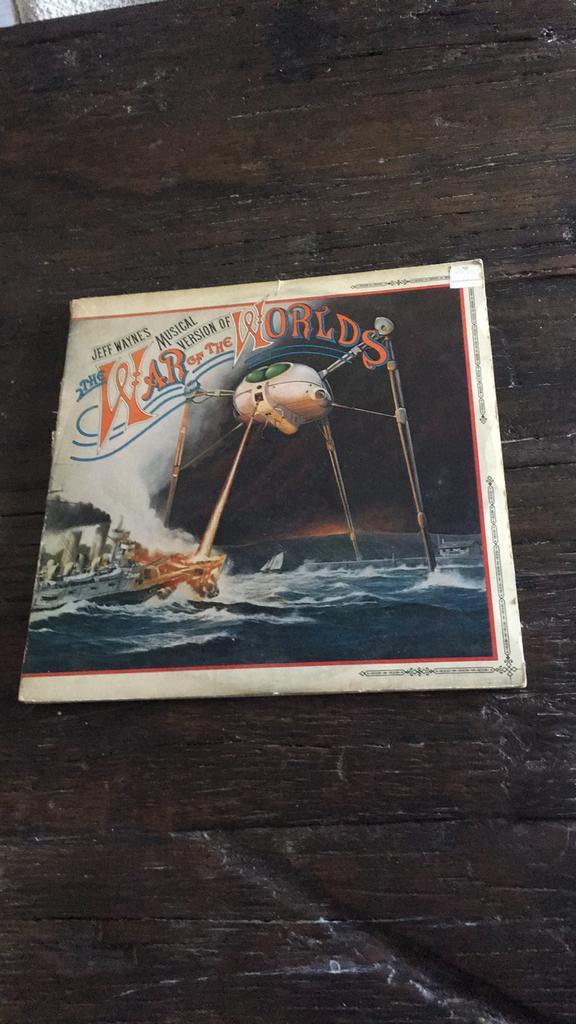 JEFF WAYNE'S MUSICAL VERSION OF
THE WAR OF THE WORLDS